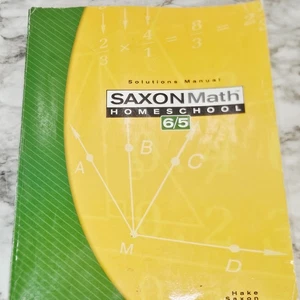 2/3 × 4/1 = 8/3
Solutions Manual
SAXON Math
HOMESCHOOL
6/5
A
B
C
M
D
Hake
Saxon